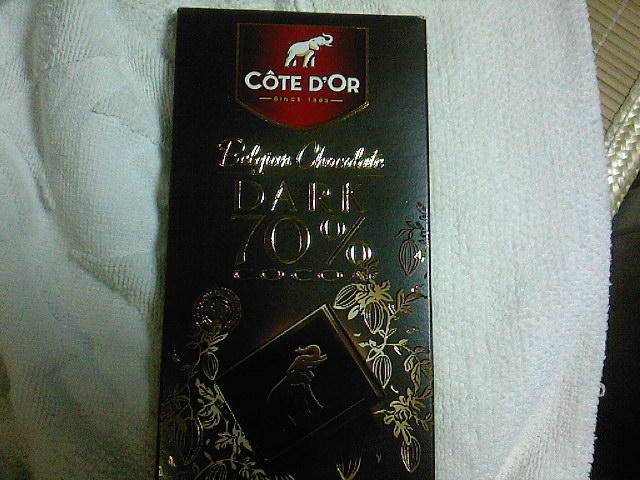 CÔTE D'OR
SINCE 1883
Belgian Chocolate
DARK
70%
COCOA